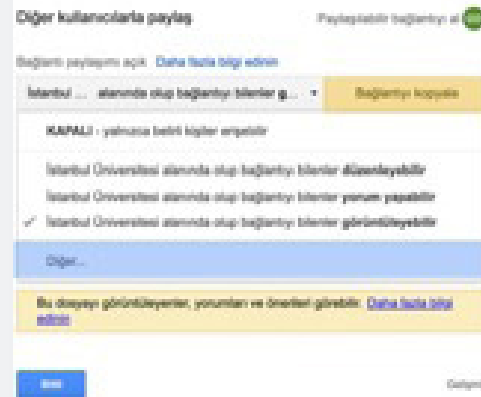 Diğer kullanıcılarla paylaş
Paylaşılabilir bağlantıyı al
Bağlantı paylaşımı açık Daha fazla bilgi edinin
İstanbul ... alanında olup bağlantıyı bilenler g...
Bağlantıyı kopyala
KAPALI - yalnızca belirli kişiler erişebilir
İstanbul Üniversitesi alanında olup bağlantıyı bilenler düzenleyebilir
İstanbul Üniversitesi alanında olup bağlantıyı bilenler yorum yapabilir
İstanbul Üniversitesi alanında olup bağlantıyı bilenler görüntüleyebilir
Diğer...
Bu dosyayı görüntüleyenler, yorumları ve önerileri görebilir. Daha fazla bilgi
edinin
Bitti